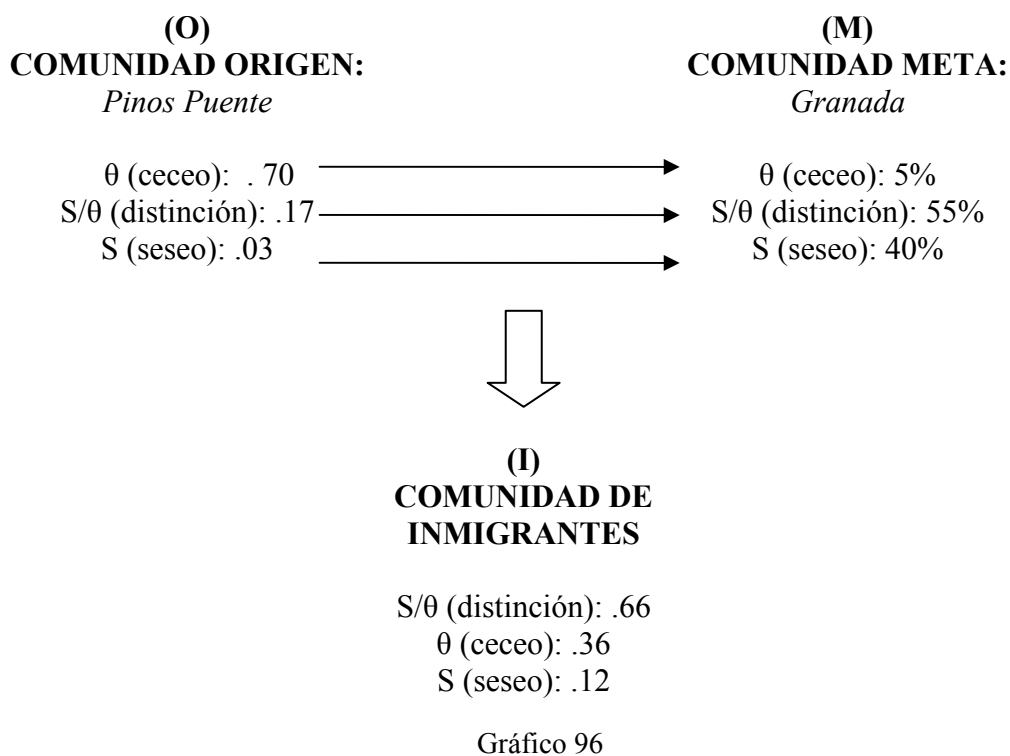 (O)
COMUNIDAD ORIGEN:
Pinos Puente
θ (ceceo): . 70
S/θ (distinción): .17
S (seseo): .03
(M)
COMUNIDAD META:
Granada
θ (ceceo): 5%
S/θ (distinción): 55%
S (seseo): 40%
(I)
COMUNIDAD DE
INMIGRANTES
S/θ (distinción): .66
θ (ceceo): .36
S (seseo): .12
Gráfico 96